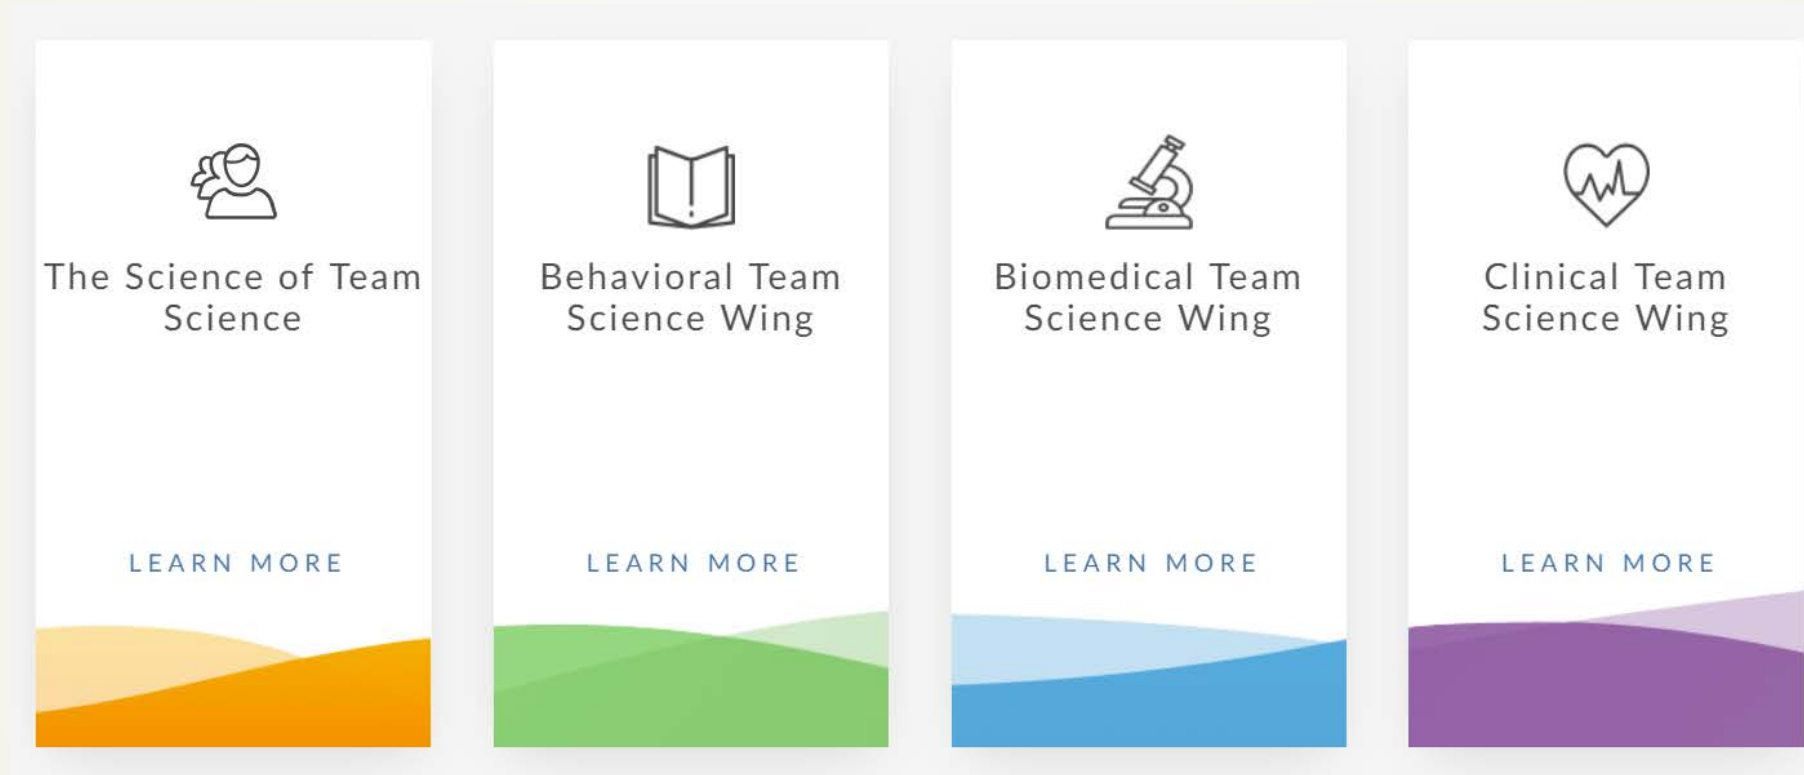 The Science of Team
Science
LEARN MORE
Behavioral Team
Science Wing
LEARN MORE
Biomedical Team
Science Wing
LEARN MORE
Clinical Team
Science Wing
LEARN MORE